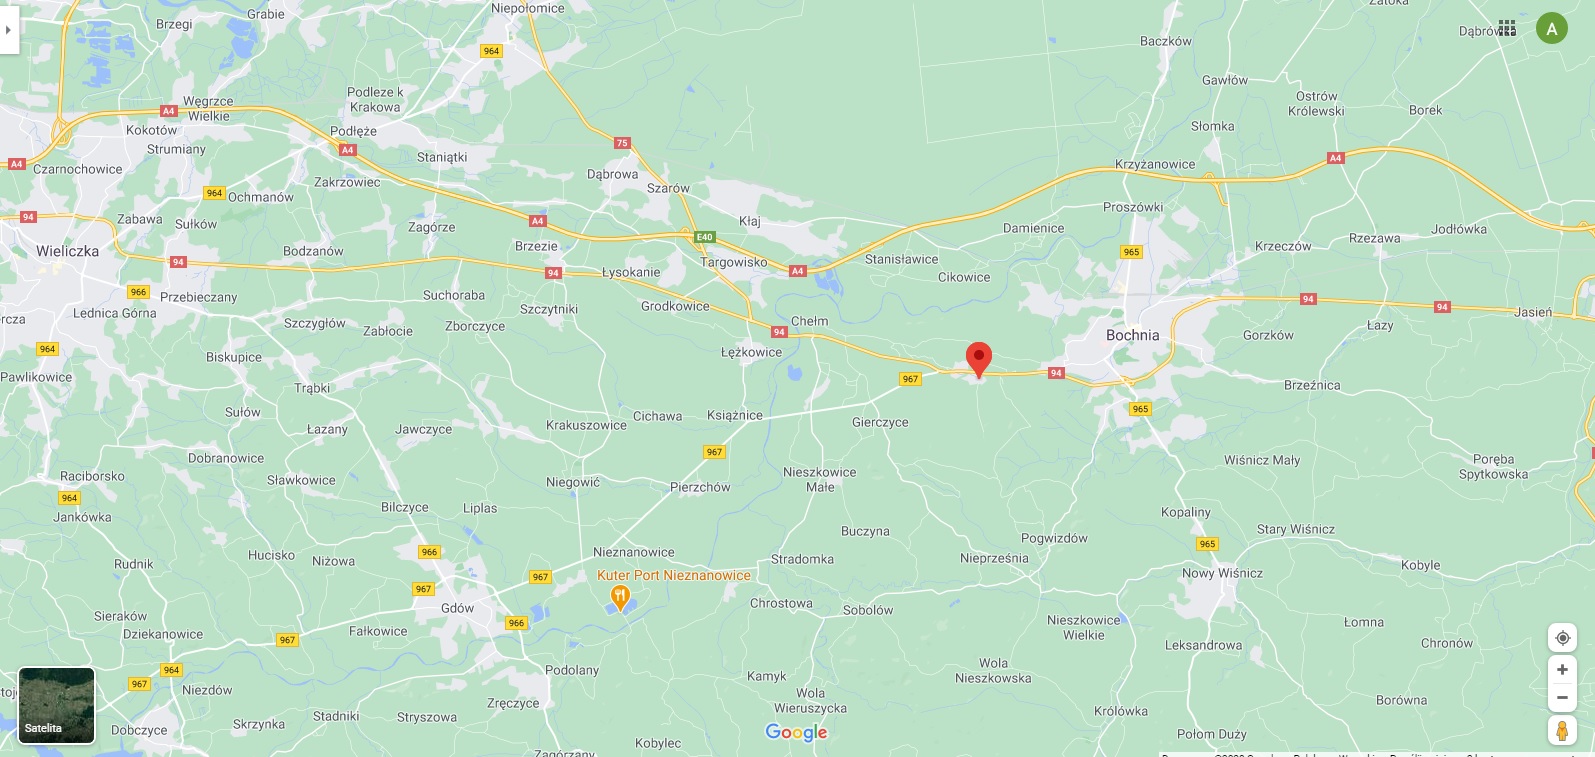 Niepołomice
Zatoka
Grabie
Brzegi
964
Dąbrów
A
Baczków
Gawłów
Podleze k
Krakowa
Węgrzce
Wielkie
A4
Ostrów
Królewski
Borek
Kokotów
Podłęże
Słomka
75
Strumiany
A4
Staniątki
A4
Krzyżanowice
A4
Czarnochowice
Dąbrowa
Zakrzowiec
Szarów
964
Ochmanów
Proszówki
94
Zabawa
Sułków
Zagórze
A4
Kłaj
Damienice
Jodłówka
E40
Rzezawa
Wieliczka
Bodzanów
Brzezie
965
Krzeczów
94
Targowisko
Stanisławice
94
Łysokanie
A4
Cikowice
966
Przebieczany
Suchoraba
94
94
Lednica Górna
Szczytniki
Grodkowice
Jasień
rcza
Szczygłów
Zabłocie
Zborczyce
Chełm
94
Bochnia
Gorzków
Łazy
964
Biskupice
Łężkowice
Pawlikowice
Trąbki
967
94
Brzeźnica
Sułów
Cichawa
Książnice
965
Łazany
Jawczyce
Krakuszowice
Gierczyce
967
Dobranowice
Wiśnicz Mały
Poręba
Spytkowska
Raciborsko
Sławkowice
Niegowić
Pierzchów
Nieszkowice
Małe
964
Jankówka
Bilczyce
Liplas
Kopaliny
Buczyna
Stary Wiśnicz
Pogwizdów
965
Hucisko
Niżowa
966
Nieznanowice
Stradomka
Nieprześnia
Rudnik
Kobyle
967
Kuter Port Nieznanowice
Nowy Wiśnicz
967
Gdów
Chrostowa
Sobolów
Sieraków
966
Nieszkowice
Wielkie
Łomna
Dziekanowice
967
Fałkowice
Leksandrowa
Chronów
964
Podolany
Wola
Nieszkowska
967
Niezdów
Kamyk
Wola
Wieruszycka
Borówna
Zręczyce
Królówka
Satelita
Skrzynka
Stadniki
Stryszowa
Dobczyce
Google
Połom Duży
Kobylec
Zagórzany